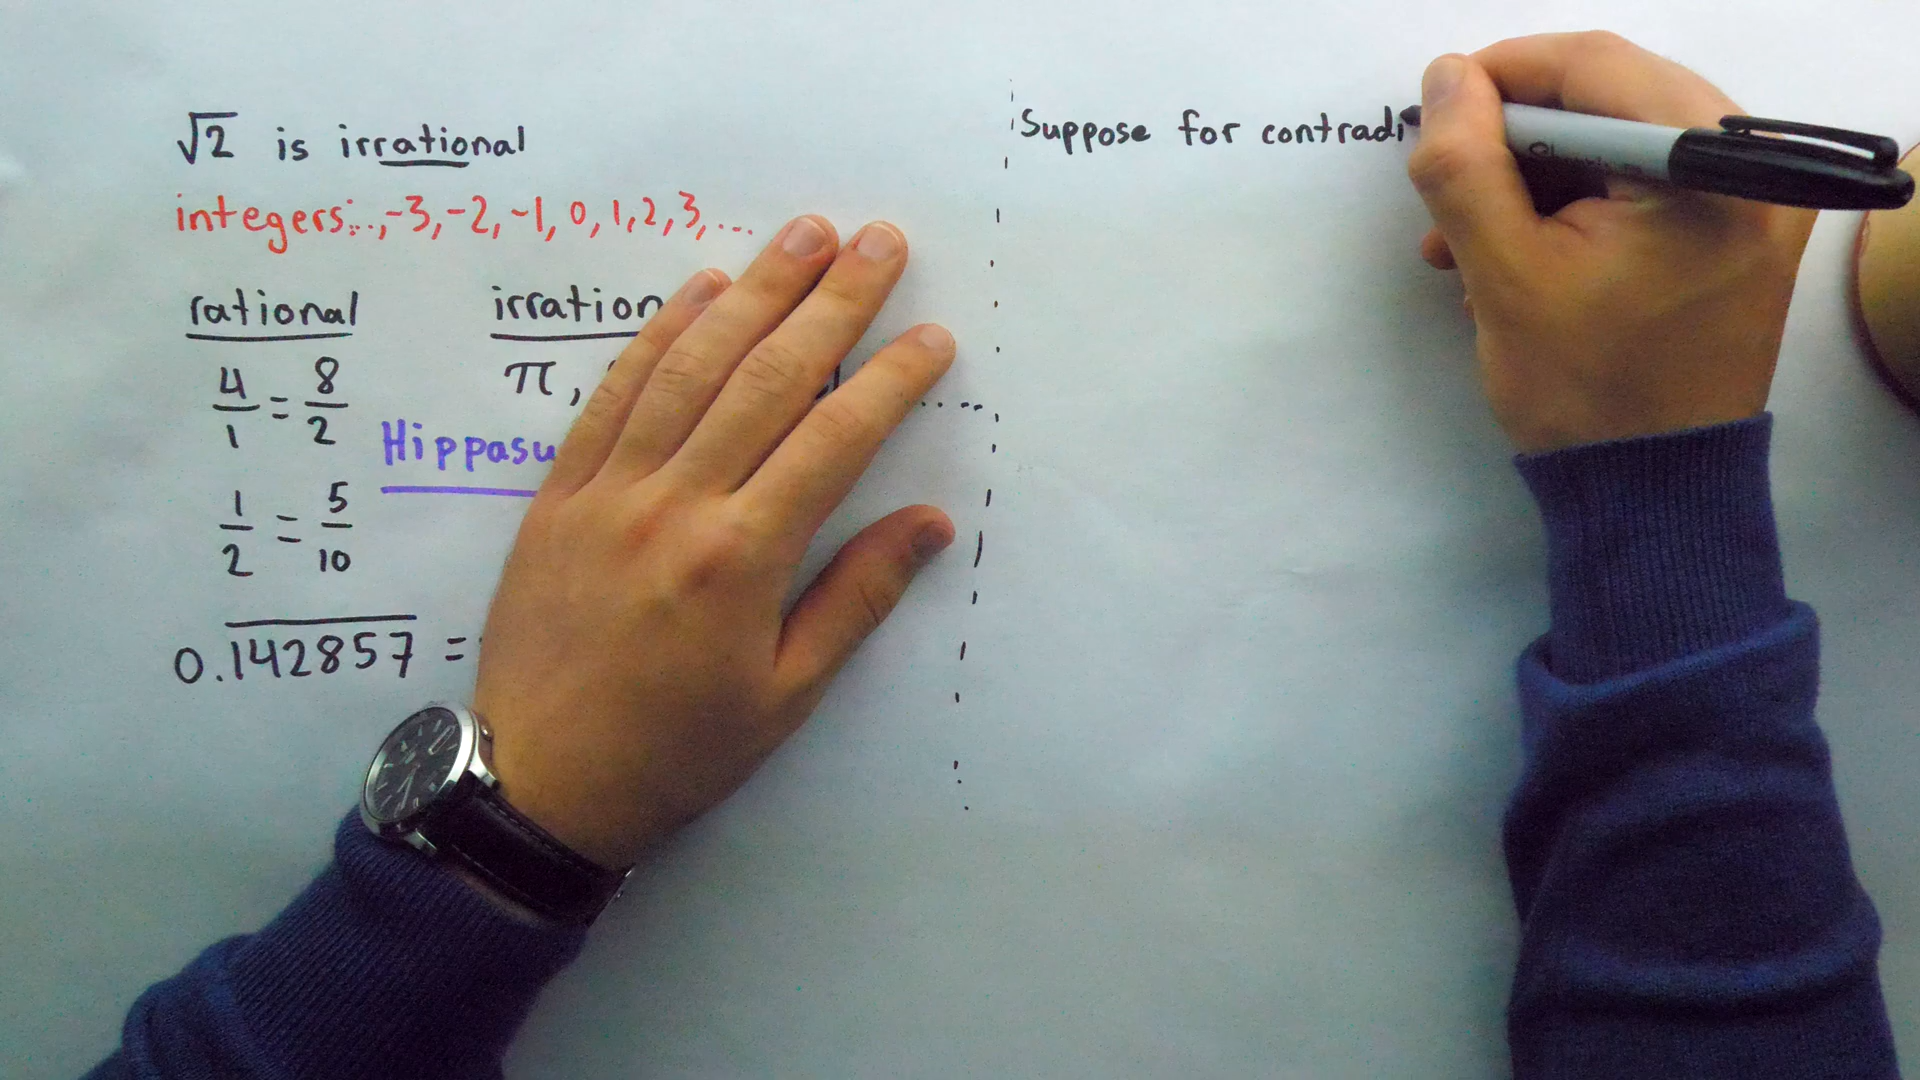 √2 is irrational
integers:..,-3,-2,-1,0,1,2,3,...
rational
4/1 = 8/2
1/2 = 5/10
0.142857 =
irration
π,
Hippasu
Suppose for contradi